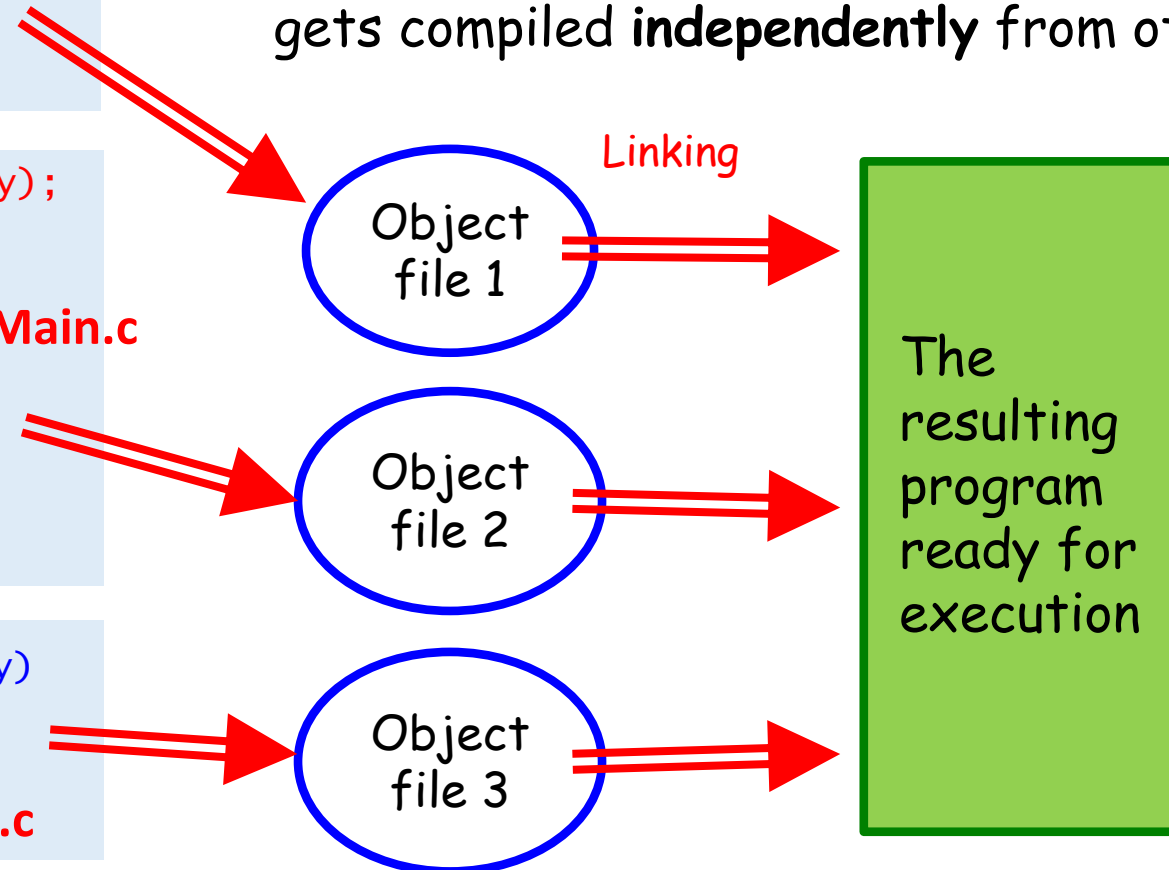 gets compiled independently from of
Linking
y);
Main.c
Object
file 1
Object
file 2
The
resulting
program
ready for
execution
y)
.c
Object
file 3